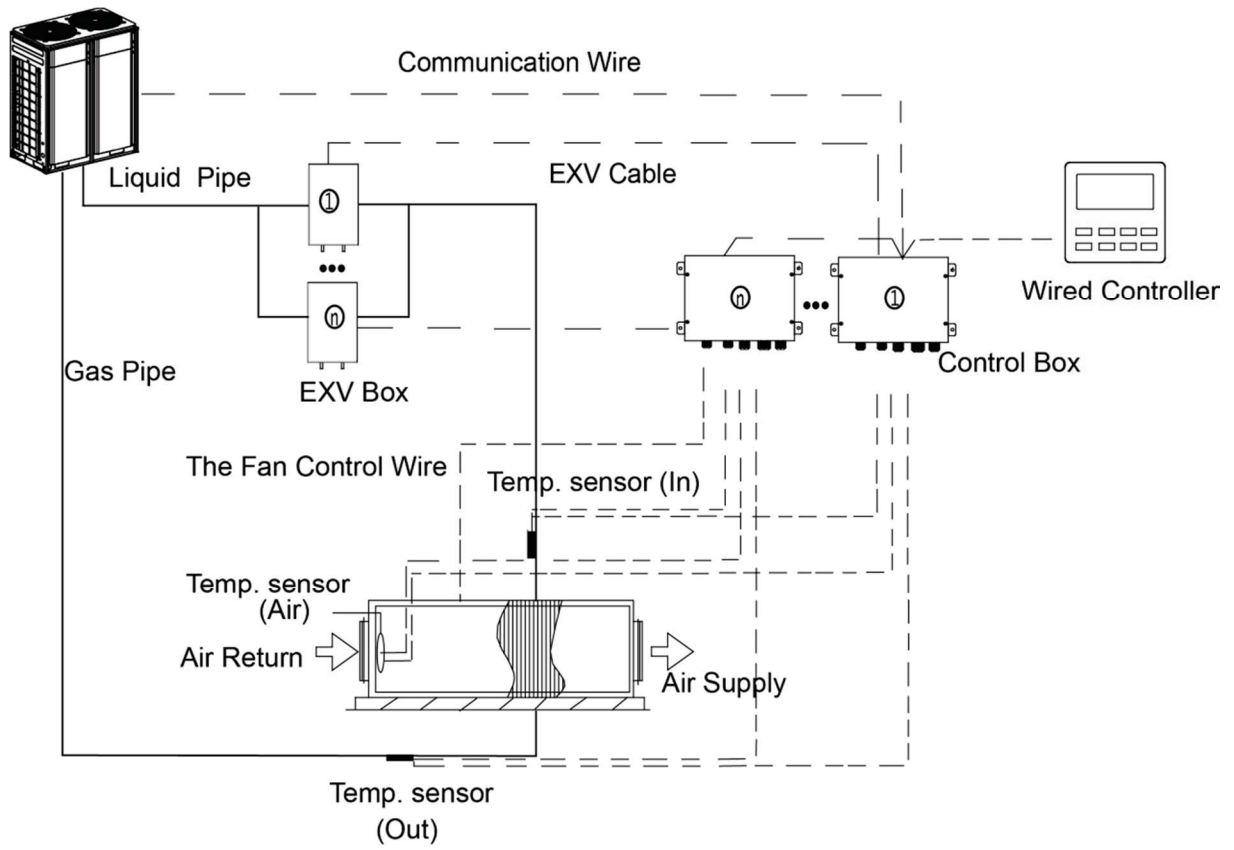 Communication Wire
Liquid Pipe
EXV Cable
1
n
1
Wired Controller
n
Gas Pipe
EXV Box
Control Box
The Fan Control Wire
Temp. sensor (In)
Temp. sensor
(Air)
Air Return
Air Supply
Temp. sensor
(Out)